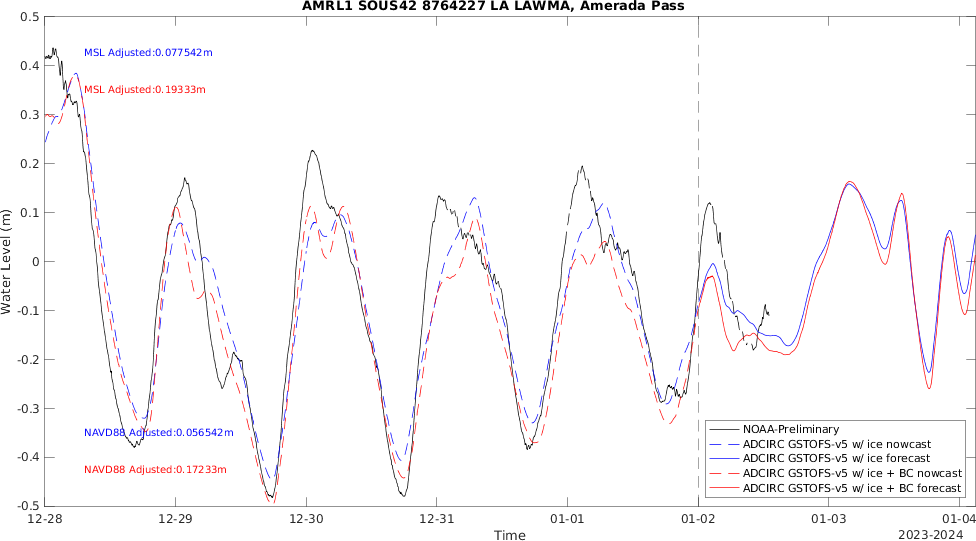 AMRL1 SOUS42 8764227 LA LAWMA, Amerada Pass
0.5
0.4
0.3
0.2
0.1
0
-0.1
-0.2
-0.3
-0.4
-0.5
Water Level (m)
MSL Adjusted:0.077542m
MSL Adjusted:0.19333m
NAVD88 Adjusted:0.056542m
NAVD88 Adjusted:0.17233m
NOAA-Preliminary
ADCIRC GSTOFS-v5 w/ ice nowcast
ADCIRC GSTOFS-v5 w/ ice forecast
ADCIRC GSTOFS-v5 w/ ice + BC nowcast
ADCIRC GSTOFS-v5 w/ ice + BC forecast
12-28 12-29 12-30 12-31 01-01 01-02 01-03 01-04
Time
2023-2024